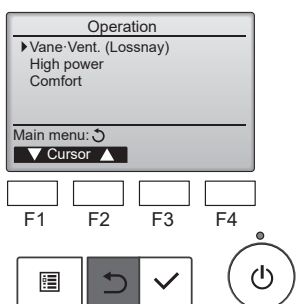 Operation
Vane·Vent. (Lossnay)
High power
Comfort
Main menu:
Cursor
F1 F2 F3 F4